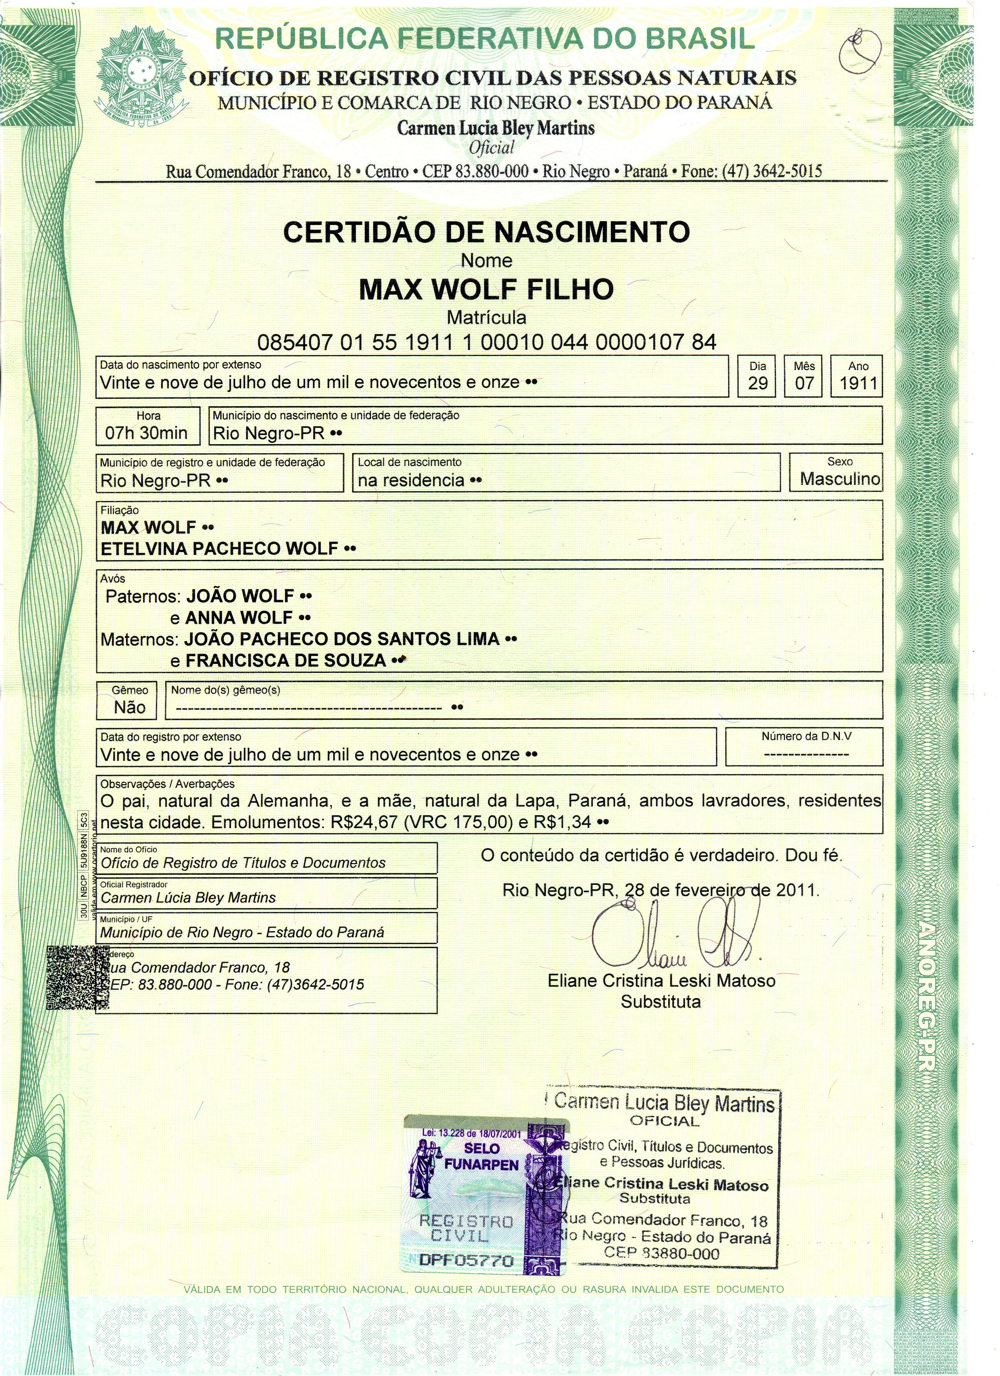 REPÚBLICA FEDERATIVA DO BRASIL
OFÍCIO DE REGISTRO CIVIL DAS PESSOAS NATURAIS
MUNICÍPIO E COMARCA DE RIO NEGRO • ESTADO DO PARANÁ
Carmen Lucia Bley Martins
Oficial
Rua Comendador Franco, 18 • Centro • CEP 83.880-000 • Rio Negro • Paraná • Fone: (47) 3642-5015
CERTIDÃO DE NASCIMENTO
Nome
MAX WOLF FILHO
Matrícula
085407 01 55 1911 1 00010 044 0000107 84
Data do nascimento por extenso
Vinte e nove de julho de um mil e novecentos e onze ••
Dia
29
Mês
07
Ano
1911
Hora
07h 30min
Município do nascimento e unidade de federação
Rio Negro-PR ••
Município de registro e unidade de federação
Rio Negro-PR ••
Local de nascimento
na residencia ••
Sexo
Masculino
Filiação
MAX WOLF ••
ETELVINA PACHECO WOLF ••
Avós
Paternos: JOÃO WOLF ••
e ANNA WOLF ••
Maternos: JOÃO PACHECO DOS SANTOS LIMA ••
e FRANCISCA DE SOUZA ••
Gêmeo
Não
Nome do(s) gêmeo(s)
-------------------------------------------- ••
Data do registro por extenso
Vinte e nove de julho de um mil e novecentos e onze ••
Número da D.N.V
--------------
Observações / Averbações
O pai, natural da Alemanha, e a mãe, natural da Lapa, Paraná, ambos lavradores, residentes
nesta cidade. Emolumentos: R$24,67 (VRC 175,00) e R$1,34 ••
Nome do Ofício
Ofício de Registro de Títulos e Documentos
Oficial Registrador
Carmen Lúcia Bley Martins
Município / UF
Município de Rio Negro - Estado do Paraná
dereço
ua Comendador Franco, 18
CEP: 83.880-000 - Fone: (47)3642-5015
O conteúdo da certidão é verdadeiro. Dou fé.
Rio Negro-PR, 28 de fevereiro de 2011.
Eliane Cristina Leski Matoso
Substituta
Carmen Lucia Bley Martins
OFICIAL
egistro Civil, Títulos e Documentos
e Pessoas Jurídicas.
Eliane Cristina Leski Matoso
Substituta
Rua Comendador Franco, 18
Rio Negro - Estado do Paraná
CEP 83880-000
Lei: 13.228 de 18/07/2001
SELO
FUNARPEN
REGISTRO
CIVIL
Nº DPF05770
VÁLIDA EM TODO TERRITÓRIO NACIONAL, QUALQUER ADULTERAÇÃO OU RASURA INVALIDA ESTE DOCUMENTO
COPIA COPIA COPIA
ANOREG-PR